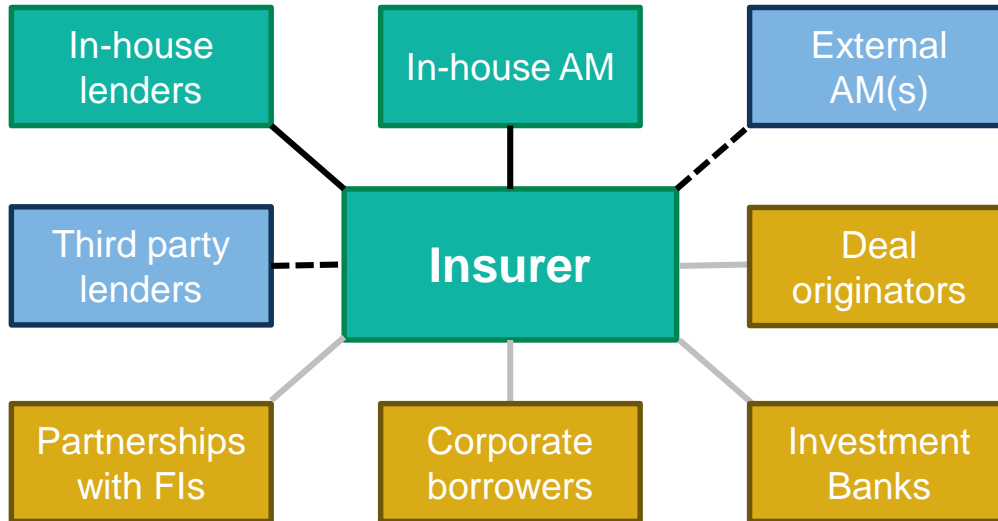 In-house
lenders
In-house AM
External
AM(s)
Third party
lenders
Insurer
Deal
originators
Partnerships
with FIs
Corporate
borrowers
Investment
Banks